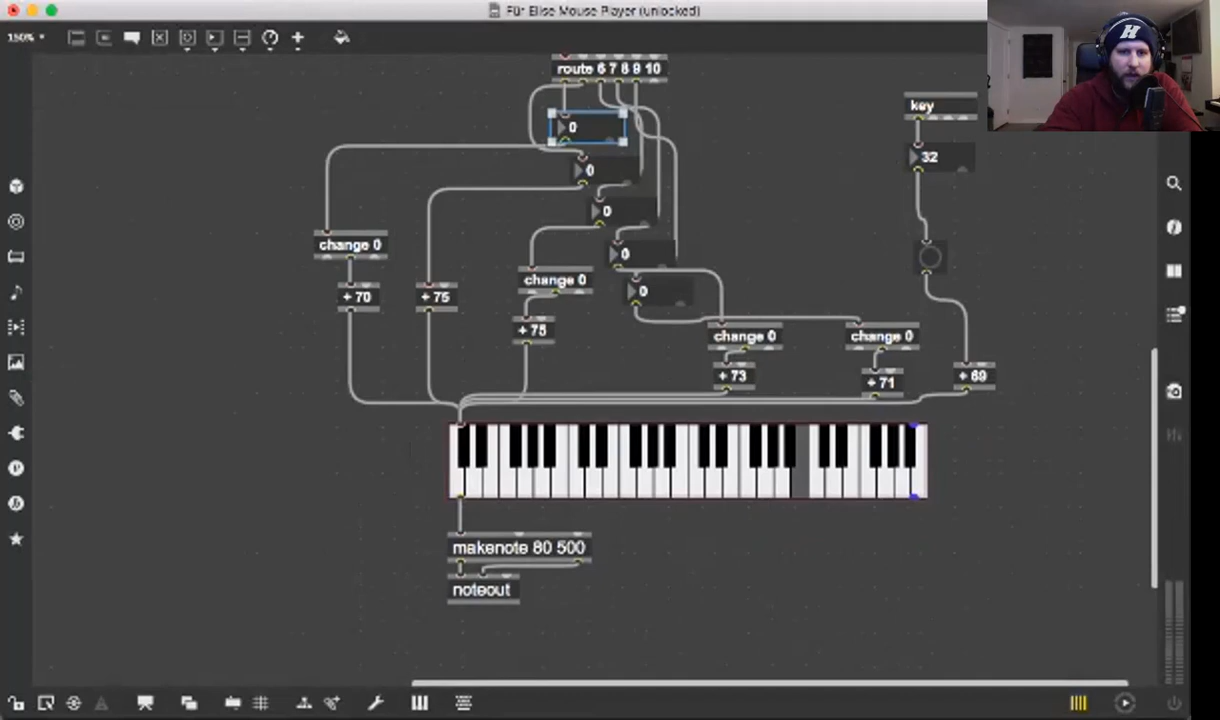 Für Elise Mouse Player (unlocked)
150%
route 6 7 8 9 10
key
0
32
0
0
change 0
0
change 0
0
+ 70
+ 75
+ 75
change 0
change 0
+ 73
+ 71
+ 69
makenote 80 500
noteout